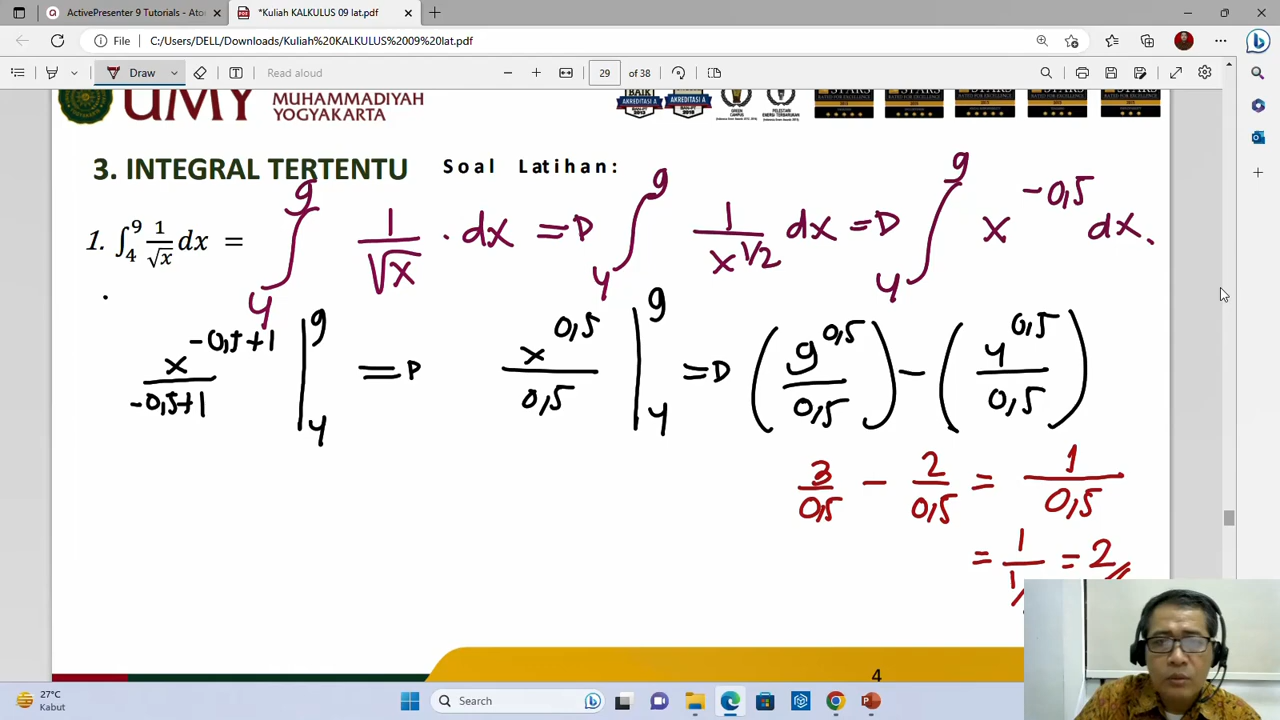 ActivePresenter 9 Tutorials - Ato
*Kuliah KALKULUS 09 lat.pdf
File C:/Users/DELL/Downloads/Kuliah%20KALKULUS%2009%20lat.pdf
Draw Read aloud 29 of 38
UMY MUHAMMADIYAH
YOGYAKARTA
3. INTEGRAL TERTENTU Soal Latihan:
1. ∫₄⁹ 1/√x dx = ∫₄⁹ 1/√x · dx => ∫₄⁹ 1/x^1/2 dx => ∫₄⁹ x^-0,5 dx.
x^-0,5+1 / -0,5+1 |₄⁹ => x^0,5 / 0,5 |₄⁹ => (9^0,5 / 0,5) - (4^0,5 / 0,5)
3/0,5 - 2/0,5 = 1/0,5
= 1/1/ = 2//
4
27°C
Kabut
Search